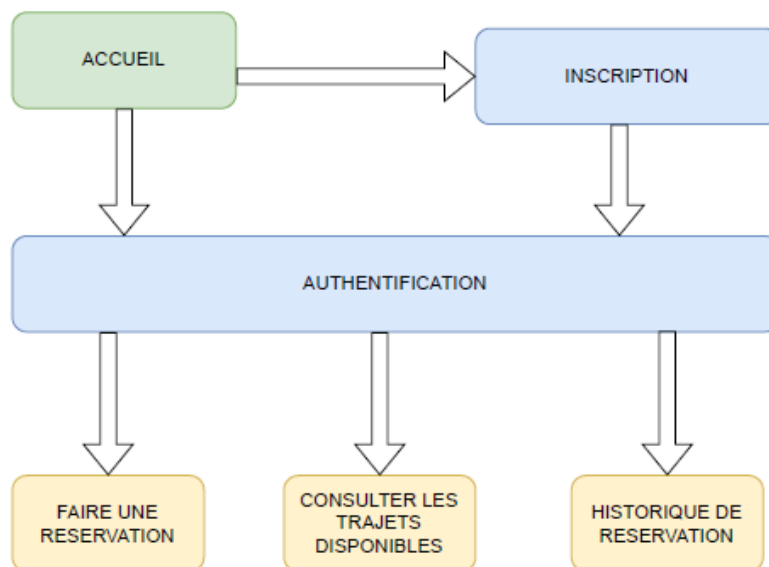 ACCUEIL
INSCRIPTION
AUTHENTIFICATION
FAIRE UNE
RESERVATION
CONSULTER LES
TRAJETS
DISPONIBLES
HISTORIQUE DE
RESERVATION